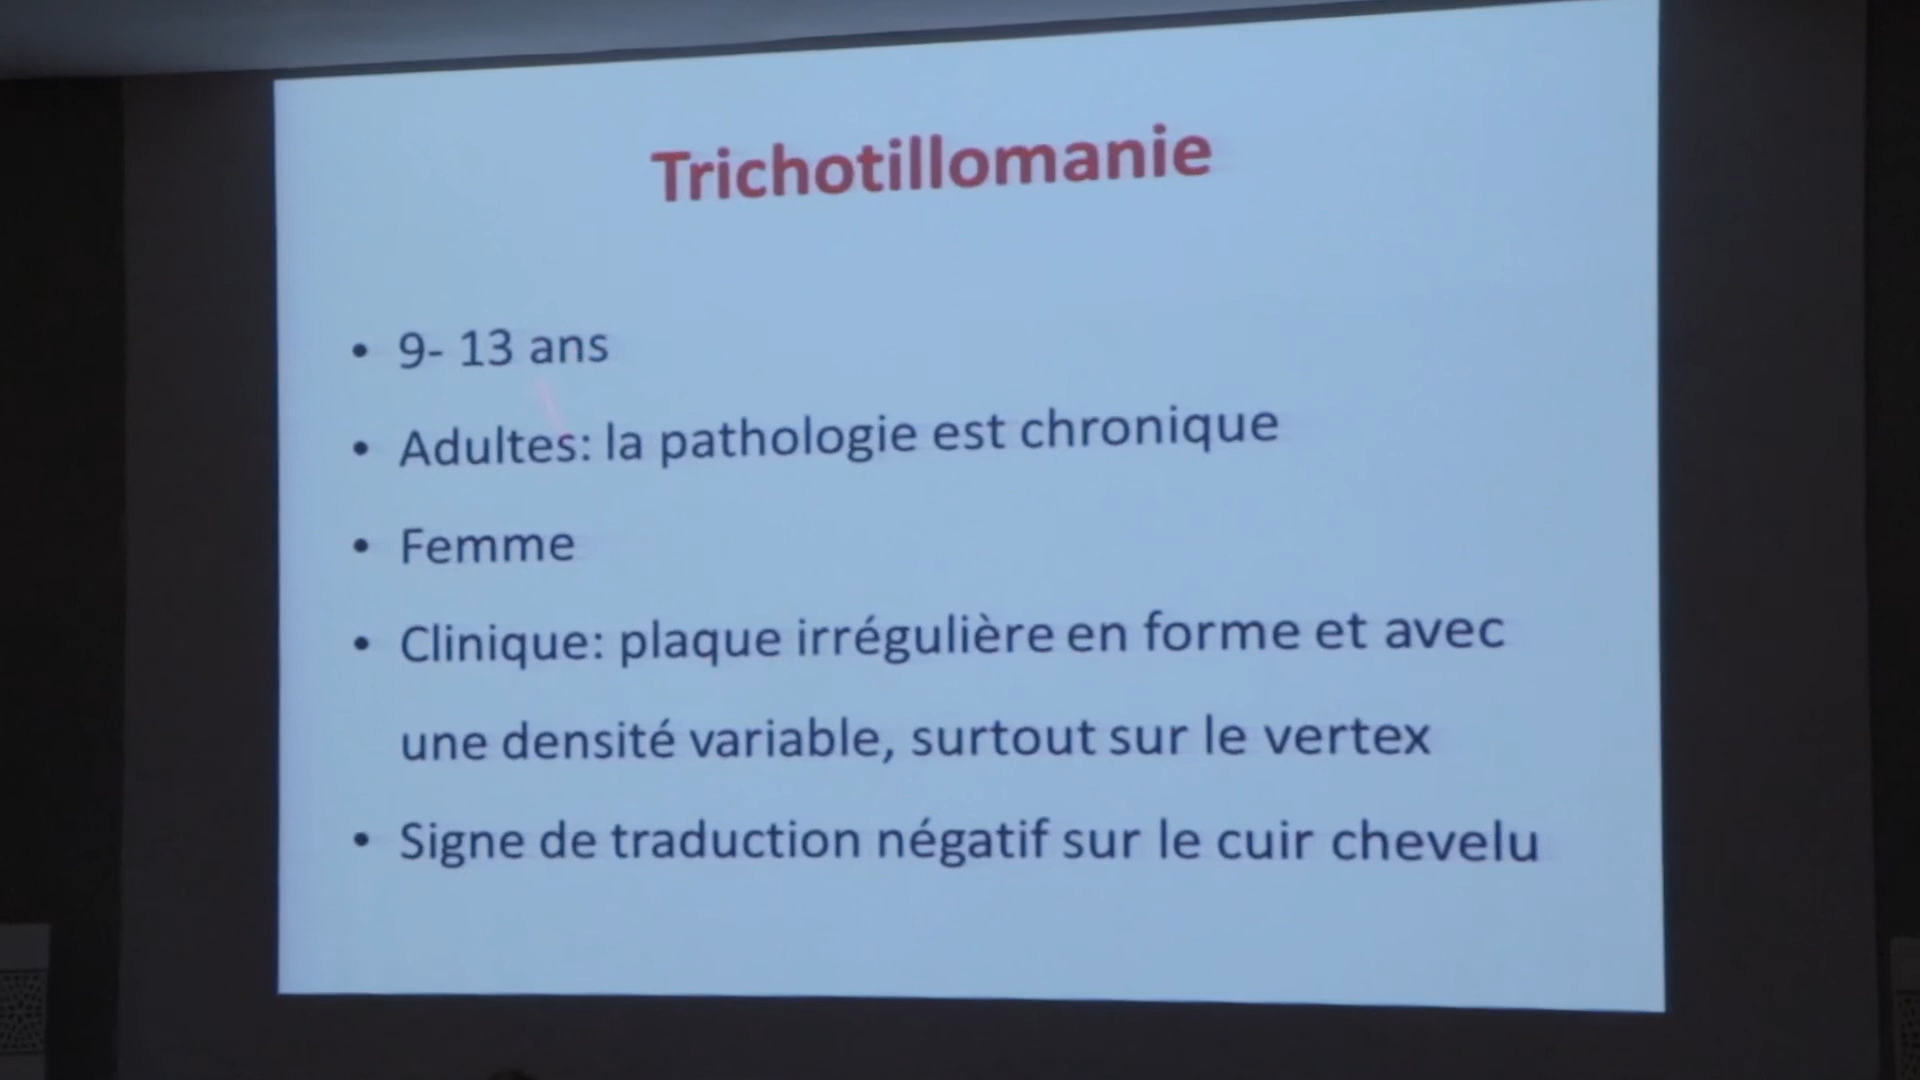 Trichotillomanie
• 9- 13 ans
• Adultes: la pathologie est chronique
• Femme
• Clinique: plaque irrégulière en forme et avec
une densité variable, surtout sur le vertex
• Signe de traduction négatif sur le cuir chevelu